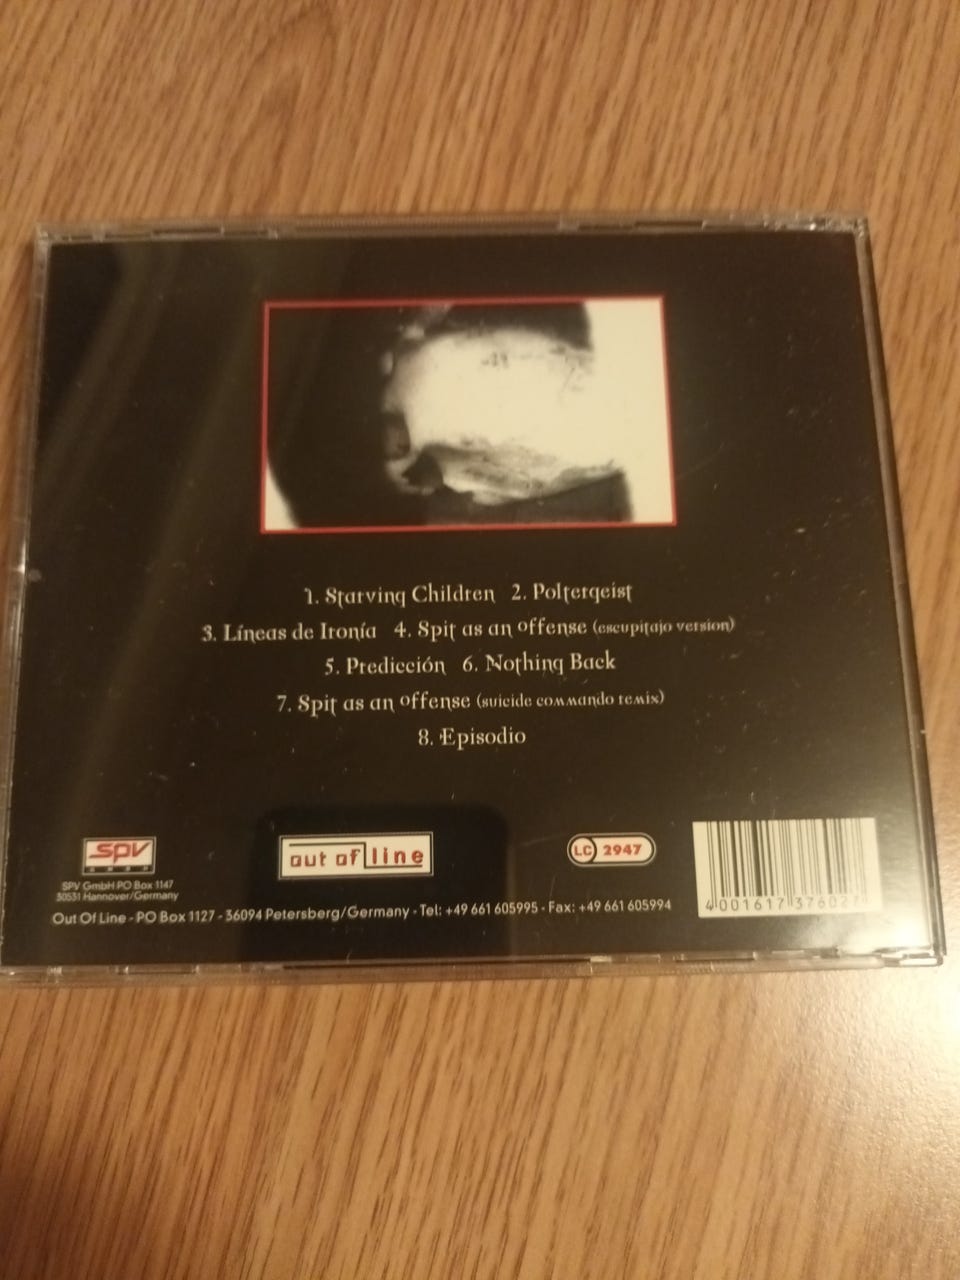 1. Starving Children 2. Poltergeist
3. Líneas de Ironía 4. Spit as an offense (escupitajo version)
5. Predicción 6. Nothing Back
7. Spit as an offense (suicide commando remix)
8. Episodio
SPV
SPV GmbH PO Box 1147
30531 Hannover/Germany
out of line
LC 2947
Out Of Line - PO Box 1127 - 36094 Petersberg/Germany - Tel: +49 661 605995 - Fax: +49 661 605994
4 001617 376027